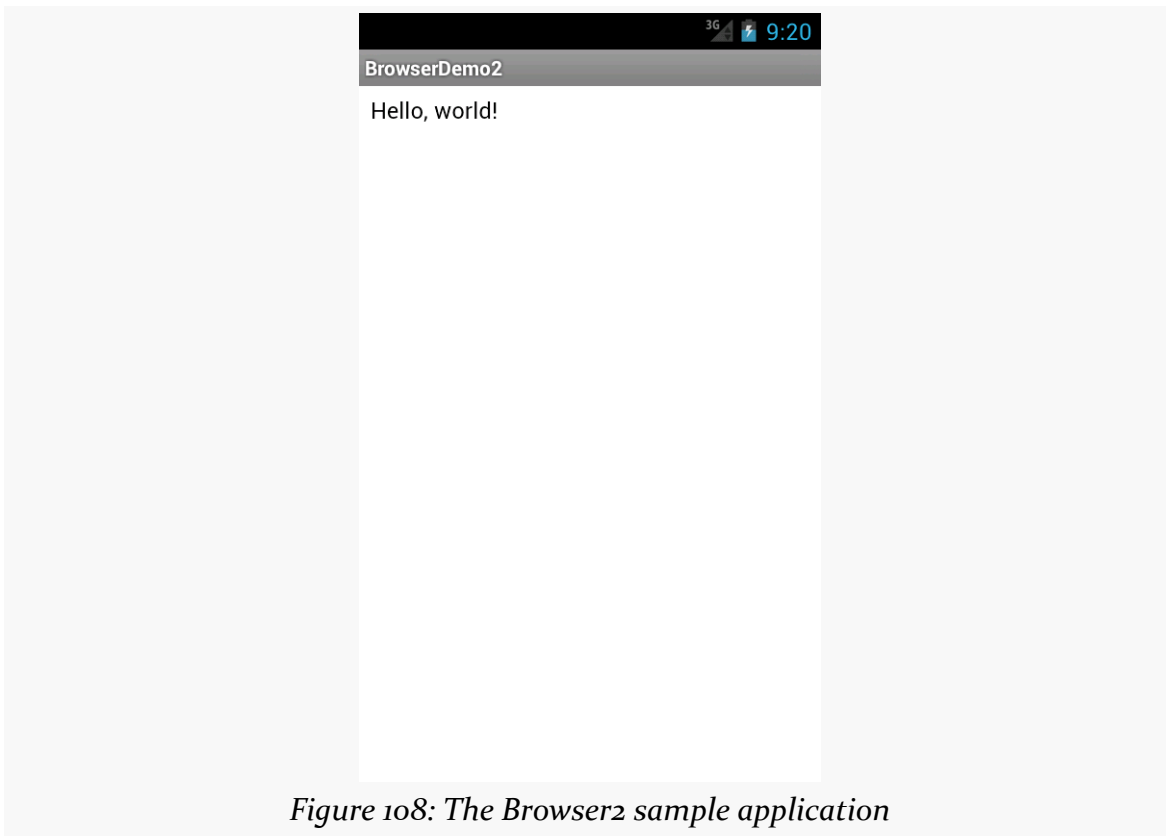 3G 9:20
BrowserDemo2
Hello, world!
Figure 108: The Browser2 sample application